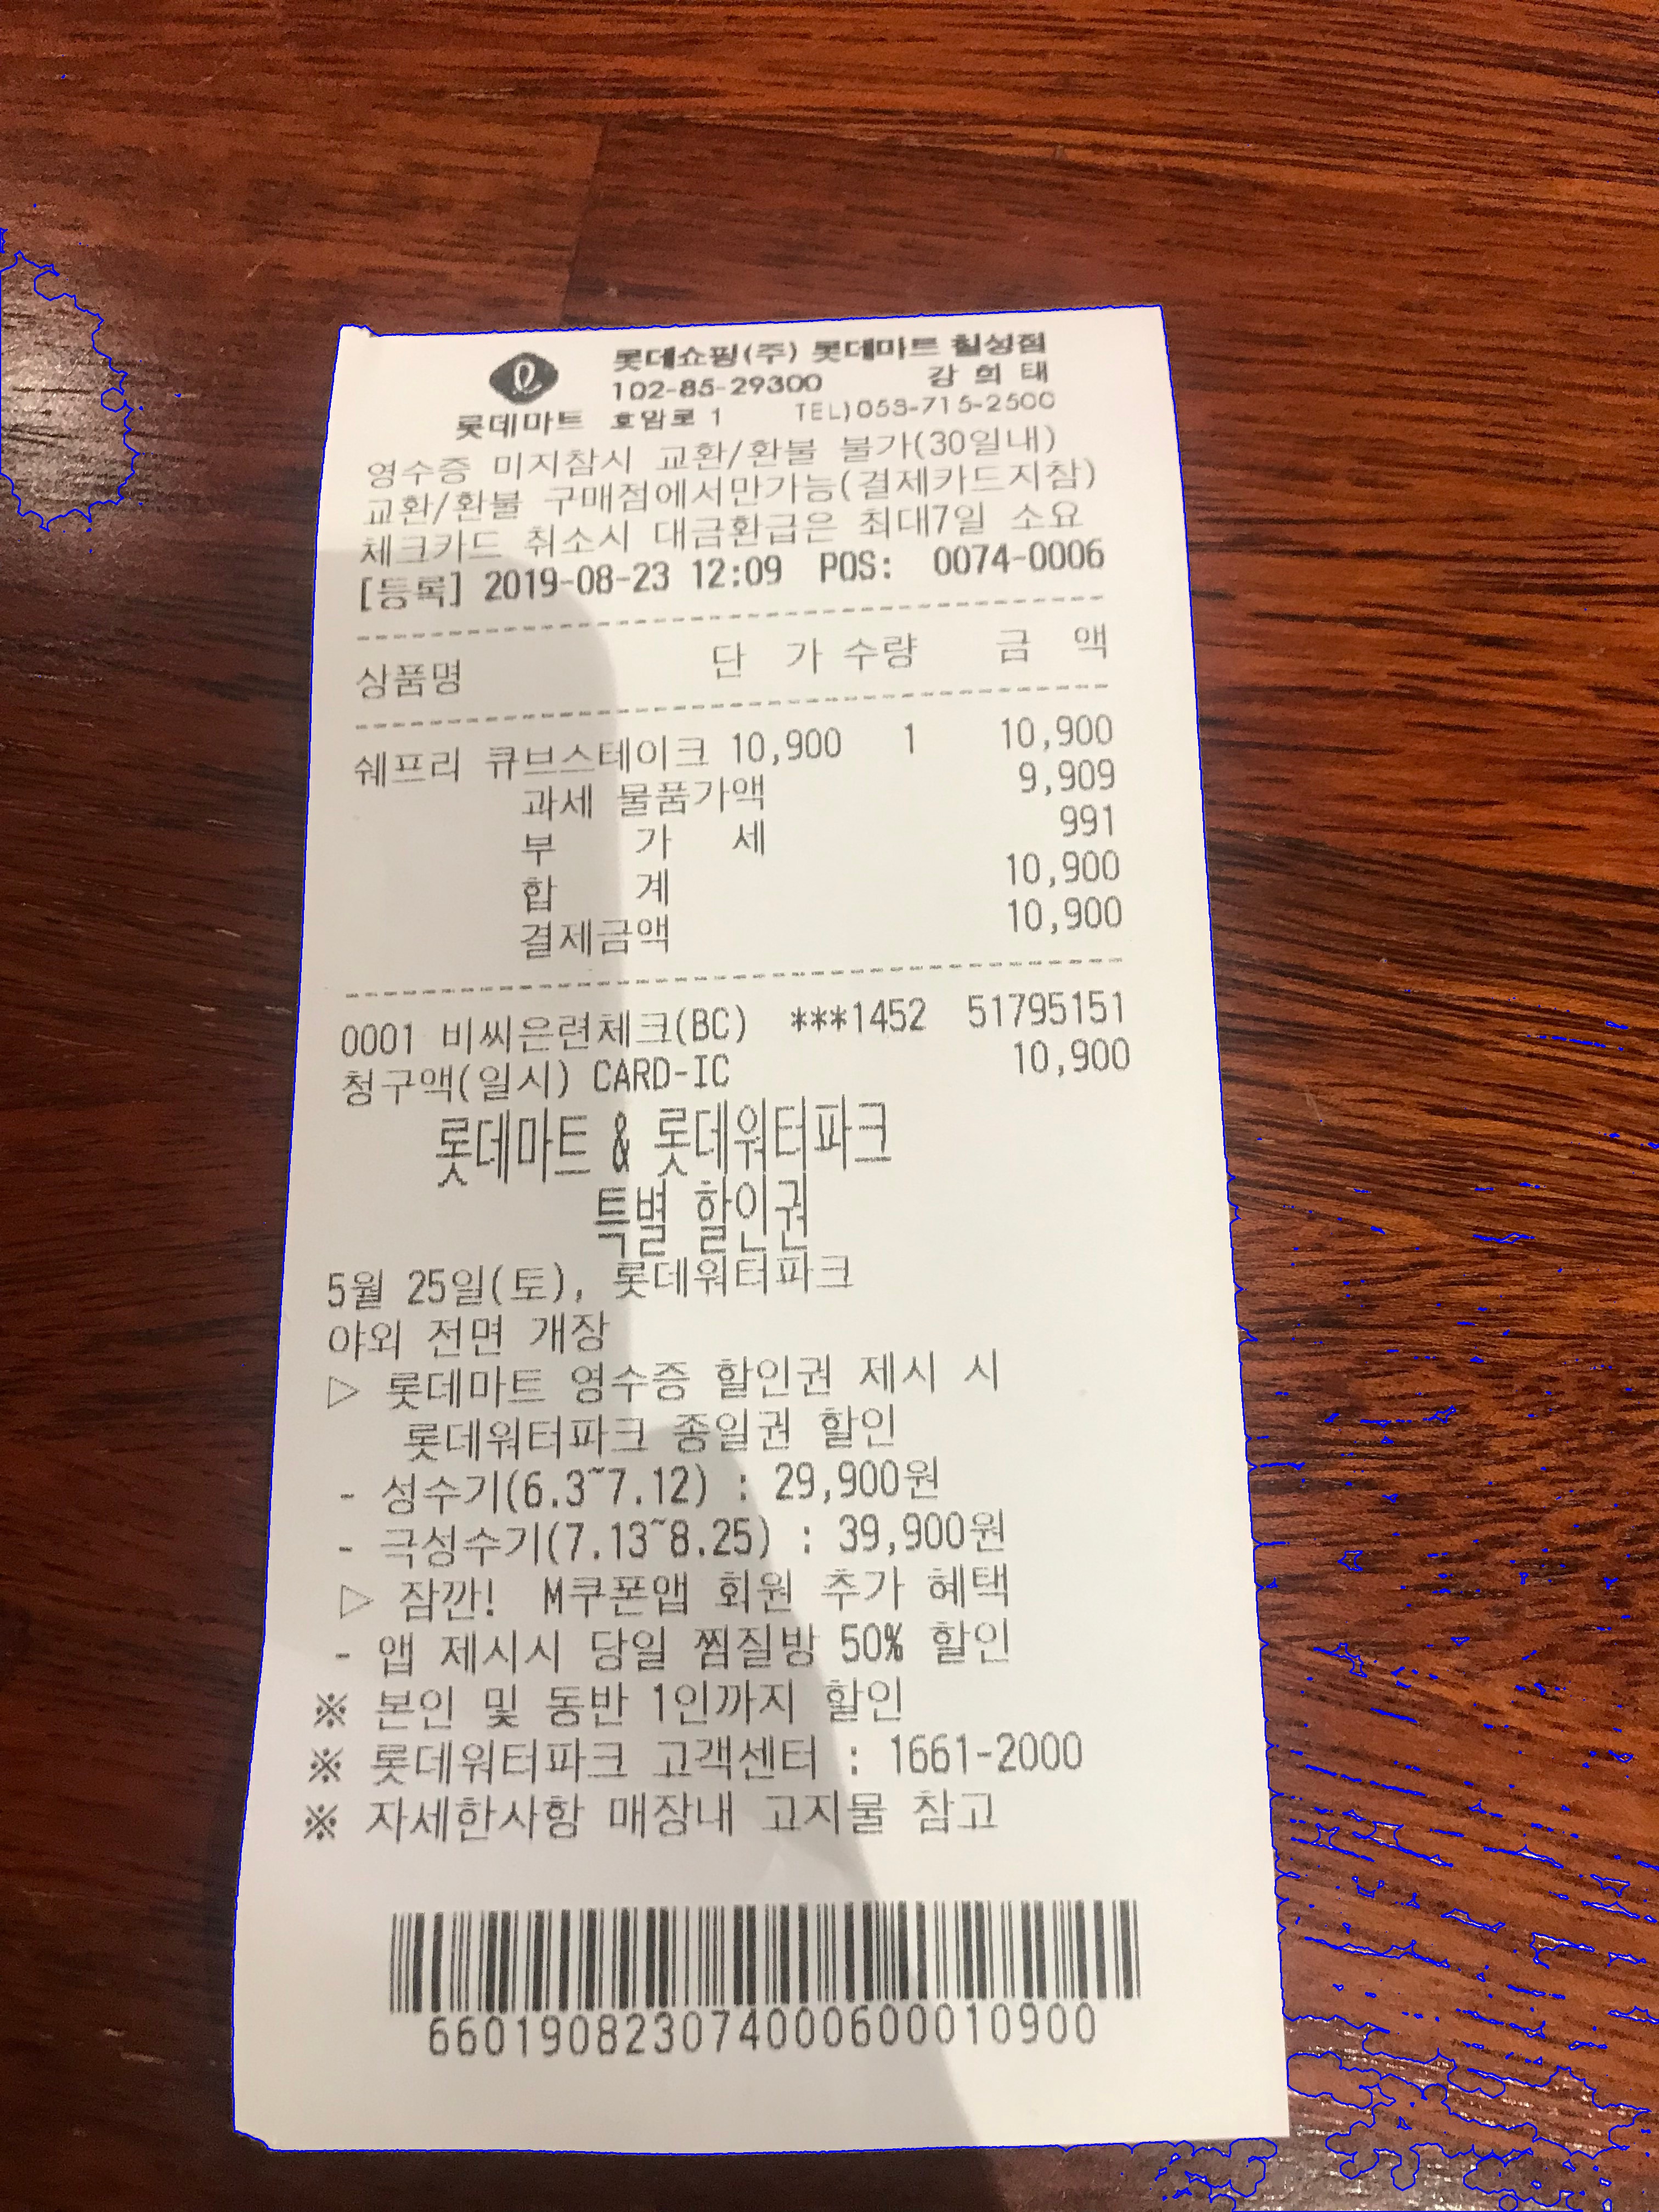 롯데쇼핑(주) 롯데마트 칠성점
102-85-29300 강 희 태
롯데마트 호암로 1 TEL)053-715-2500
영수증 미지참시 교환/환불 불가(30일내)
교환/환불 구매점에서만가능(결제카드지참)
체크카드 취소시 대금환급은 최대7일 소요
[등록] 2019-08-23 12:09 POS: 0074-0006
상품명 단 가 수량 금 액
쉐프리 큐브스테이크 10,900 1 10,900
과세 물품가액 9,909
부 가 세 991
합 계 10,900
결제금액 10,900
0001 비씨은련체크(BC) ***1452 51795151
청구액(일시) CARD-IC 10,900
롯데마트 & 롯데워터파크
특별 할인권
5월 25일(토), 롯데워터파크
야외 전면 개장
▷ 롯데마트 영수증 할인권 제시 시
롯데워터파크 종일권 할인
- 성수기(6.3~7.12) : 29,900원
- 극성수기(7.13~8.25) : 39,900원
▷ 잠깐! M쿠폰앱 회원 추가 혜택
- 앱 제시시 당일 찜질방 50% 할인
※ 본인 및 동반 1인까지 할인
※ 롯데워터파크 고객센터 : 1661-2000
※ 자세한사항 매장내 고지물 참고
660190823074000600010900